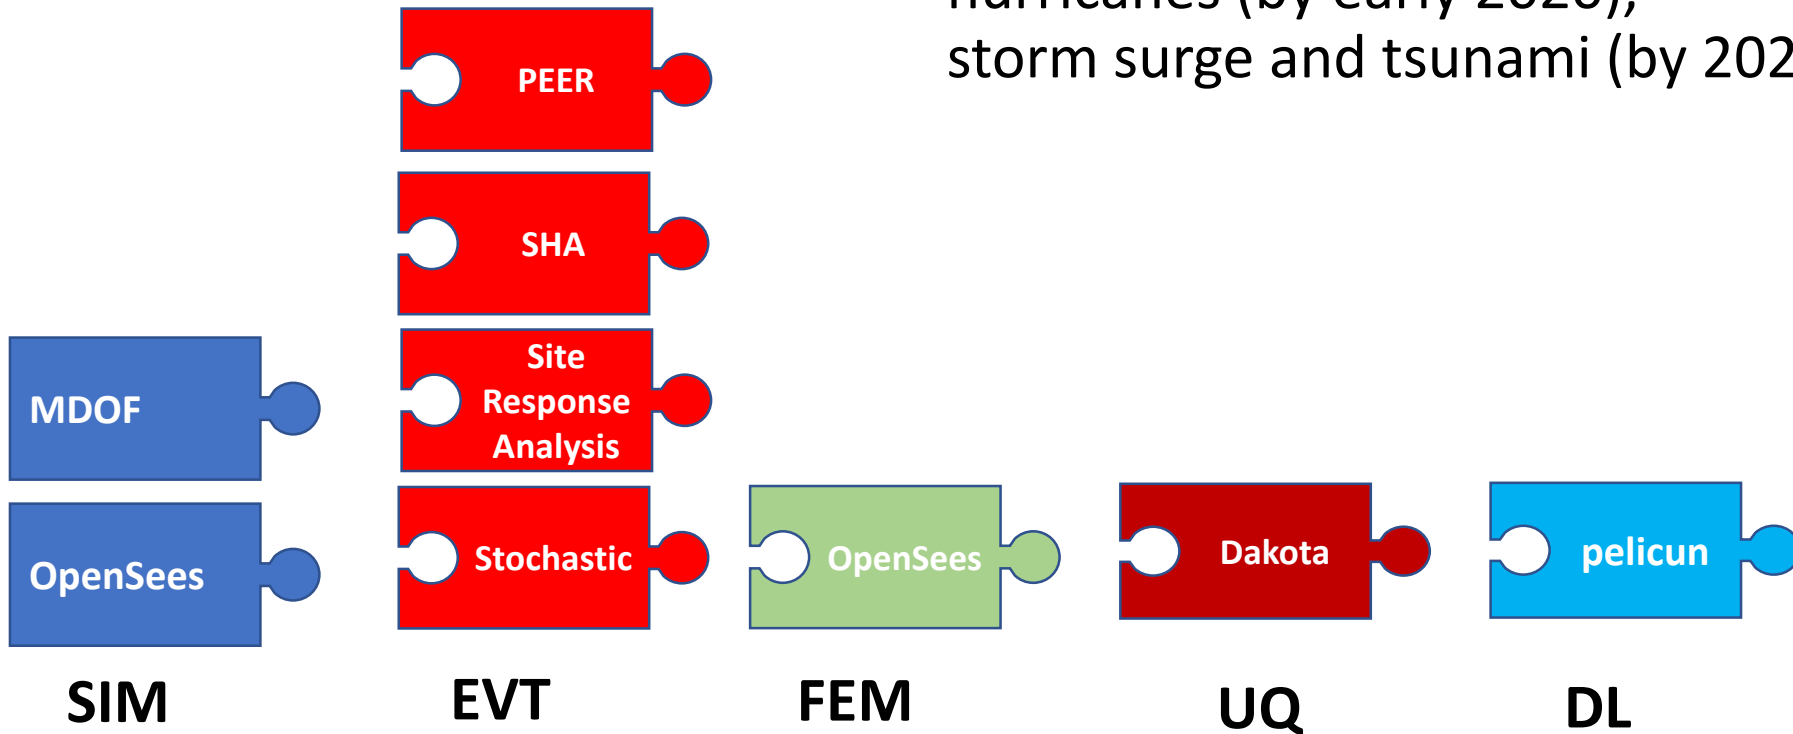 storm surge and tsunami (by 202
PEER
SHA
Site
Response
Analysis
MDOF
OpenSees
Stochastic
OpenSees
Dakota
pelicun
SIM
EVT
FEM
UQ
DL